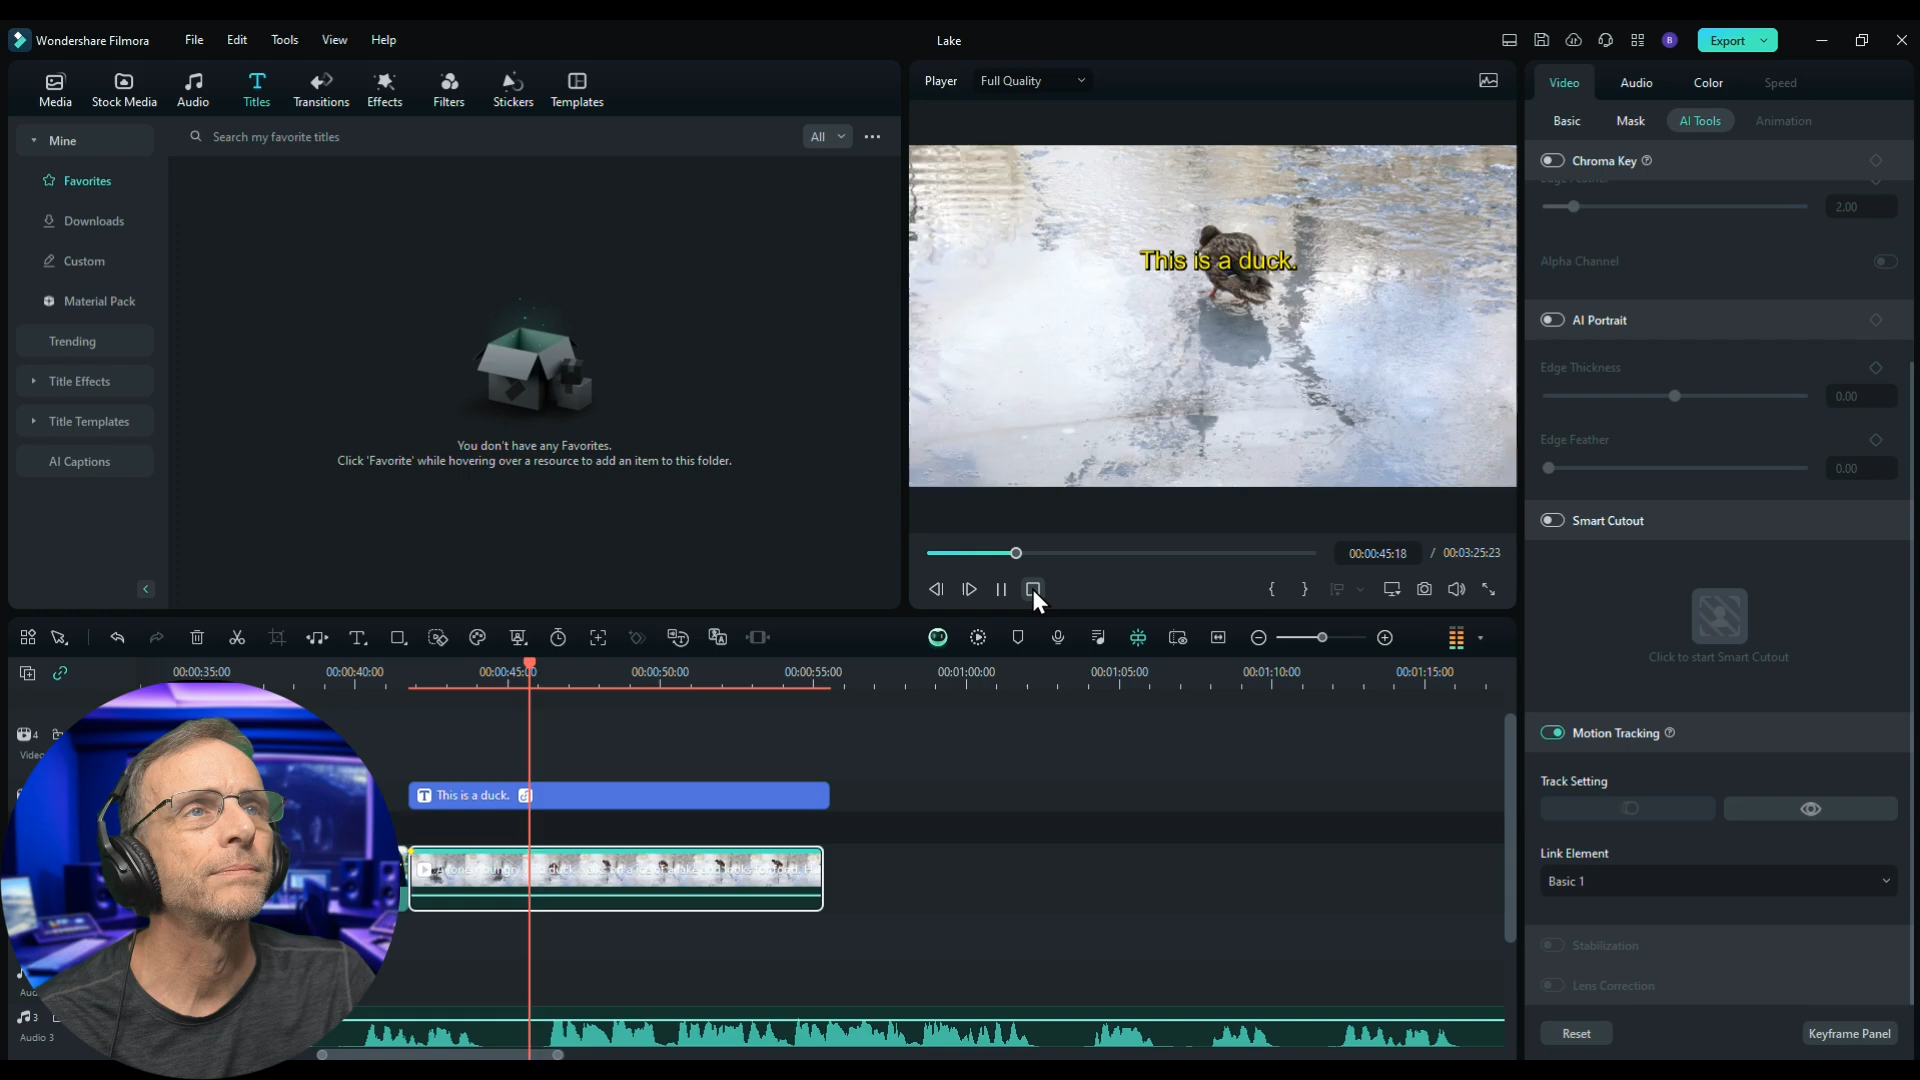 Wondershare Filmora
File
Edit
Tools
View
Help
Lake
B
Export
Media
Stock Media
Audio
Titles
Transitions
Effects
Filters
Stickers
Templates
Player
Full Quality
Video
Audio
Color
Speed
Basic
Mask
AI Tools
Animation
Mine
Search my favorite titles
All
Favorites
Downloads
Custom
Material Pack
Trending
Title Effects
Title Templates
AI Captions
You don't have any Favorites.
Click 'Favorite' while hovering over a resource to add an item to this folder.
This is a duck.
00:00:45:18
/ 00:03:25:23
Chroma Key
Edge Feather
2.00
Alpha Channel
AI Portrait
Edge Thickness
0.00
Edge Feather
0.00
Smart Cutout
Click to start Smart Cutout
Motion Tracking
Track Setting
Link Element
Basic 1
Stabilization
Lens Correction
Reset
Keyframe Panel
00:00:35:00
00:00:40:00
00:00:45:00
00:00:50:00
00:00:55:00
00:01:00:00
00:01:05:00
00:01:10:00
00:01:15:00
4
Video
This is a duck.
3
Audio 3